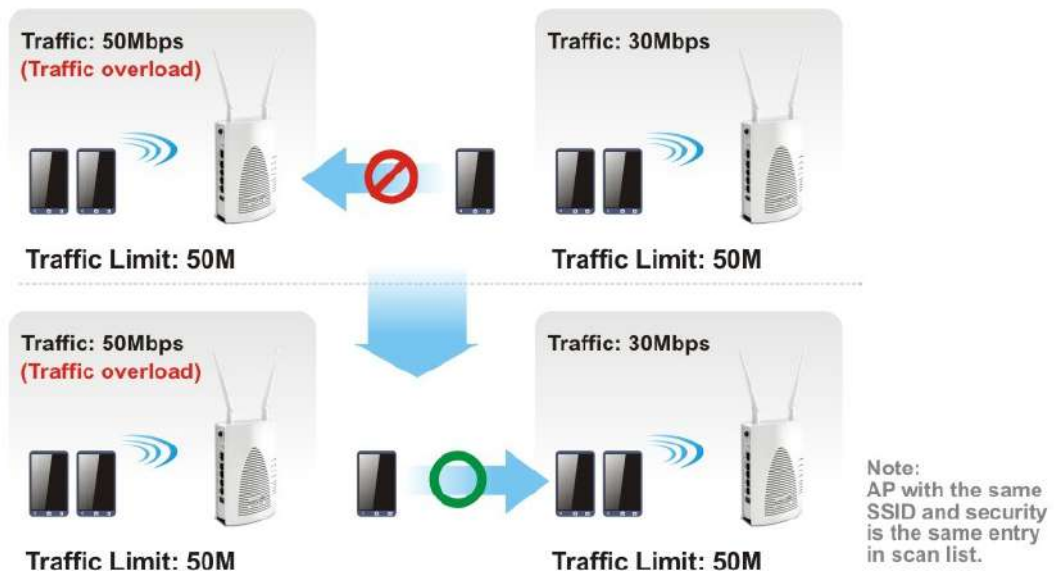 Traffic: 50Mbps
(Traffic overload)
Traffic: 30Mbps
Traffic Limit: 50M
Traffic Limit: 50M
Traffic: 50Mbps
(Traffic overload)
Traffic: 30Mbps
Note:
AP with the same
SSID and security
is the same entry
in scan list.
Traffic Limit: 50M
Traffic Limit: 50M